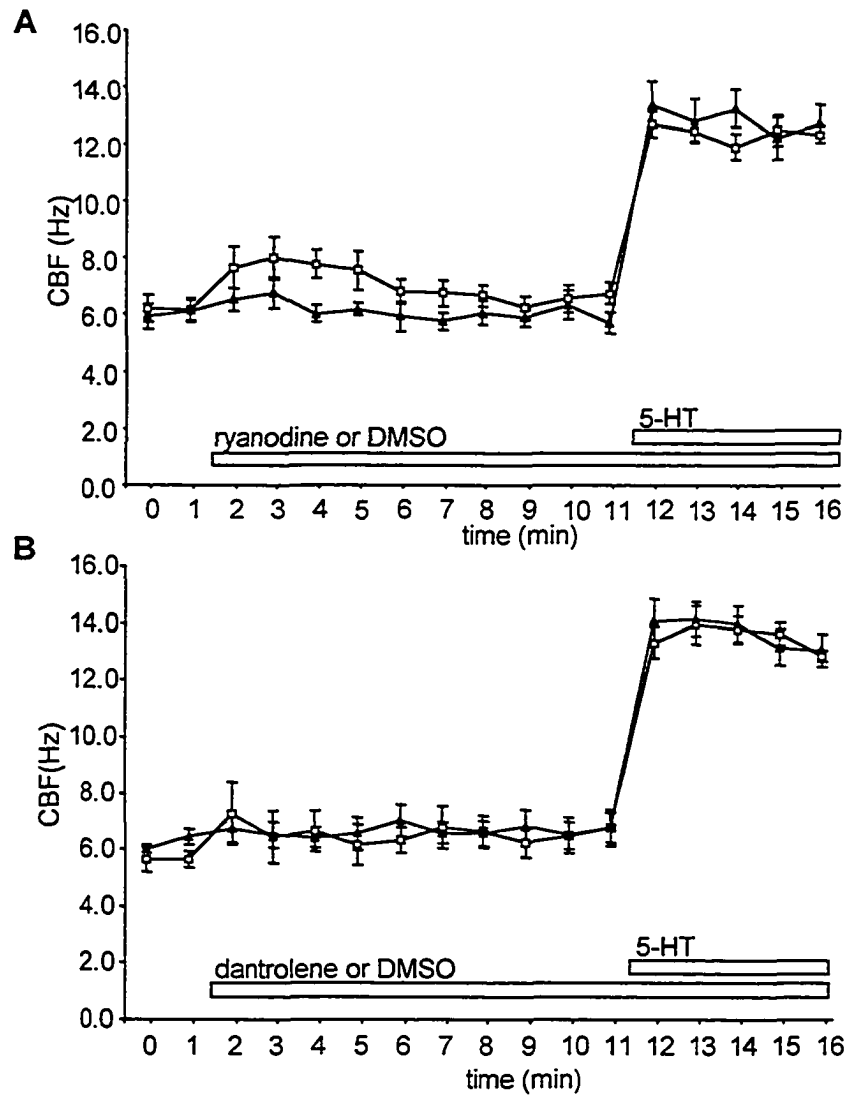 A
16.0
14.0
12.0
10.0
8.0
6.0
4.0
2.0
0.0
CBF (Hz)
5-HT
ryanodine or DMSO
0 1 2 3 4 5 6 7 8 9 10 11 12 13 14 15 16
time (min)
B
16.0
14.0
12.0
10.0
8.0
6.0
4.0
2.0
0.0
CBF(Hz)
5-HT
dantrolene or DMSO
0 1 2 3 4 5 6 7 8 9 10 11 12 13 14 15 16
time (min)